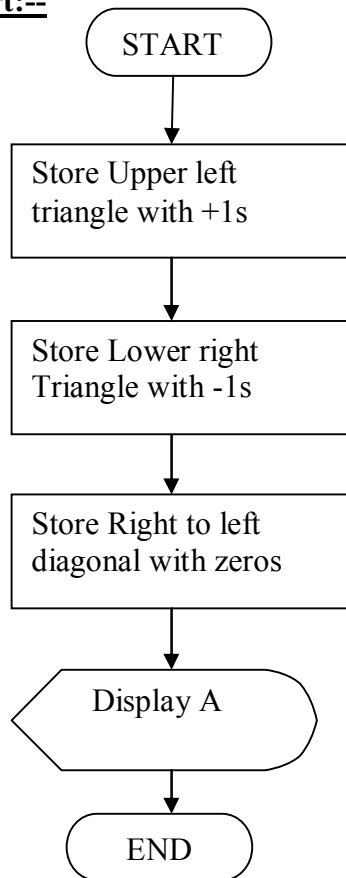 t:--
START
Store Upper left
triangle with +1s
Store Lower right
Triangle with -1s
Store Right to left
diagonal with zeros
Display A
END